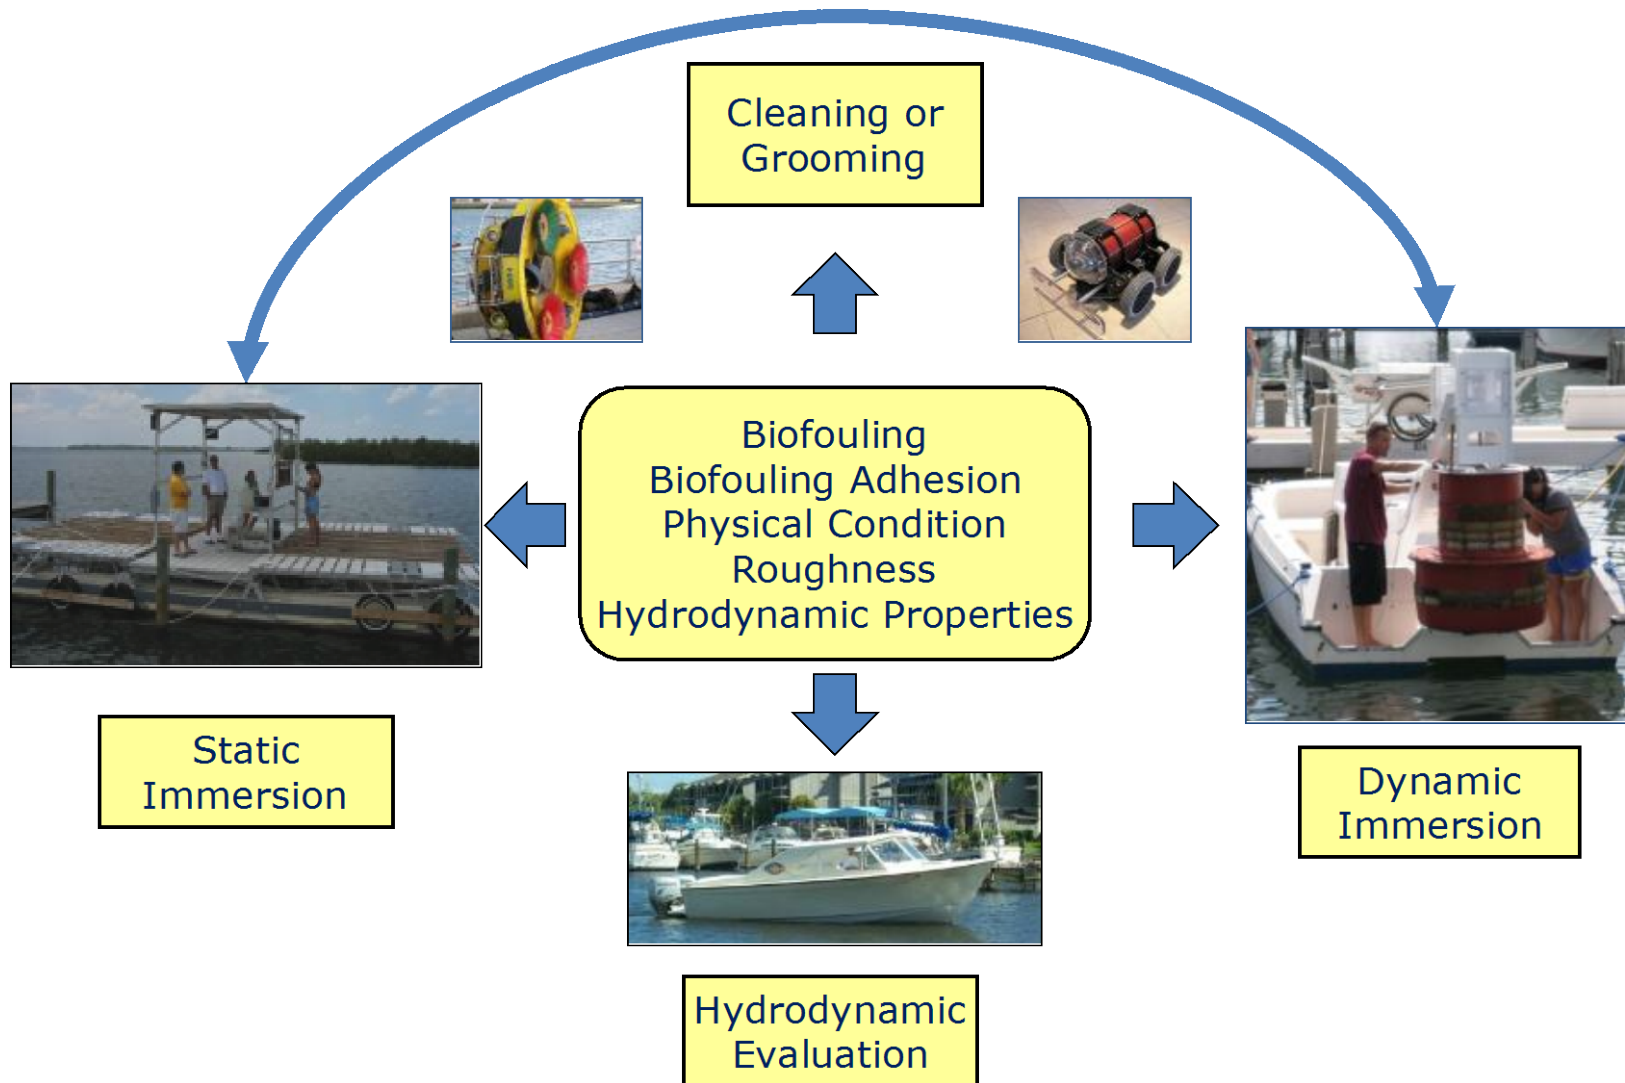 Cleaning or
Grooming
Biofouling
Biofouling Adhesion
Physical Condition
Roughness
Hydrodynamic Properties
Static
Immersion
Dynamic
Immersion
Hydrodynamic
Evaluation